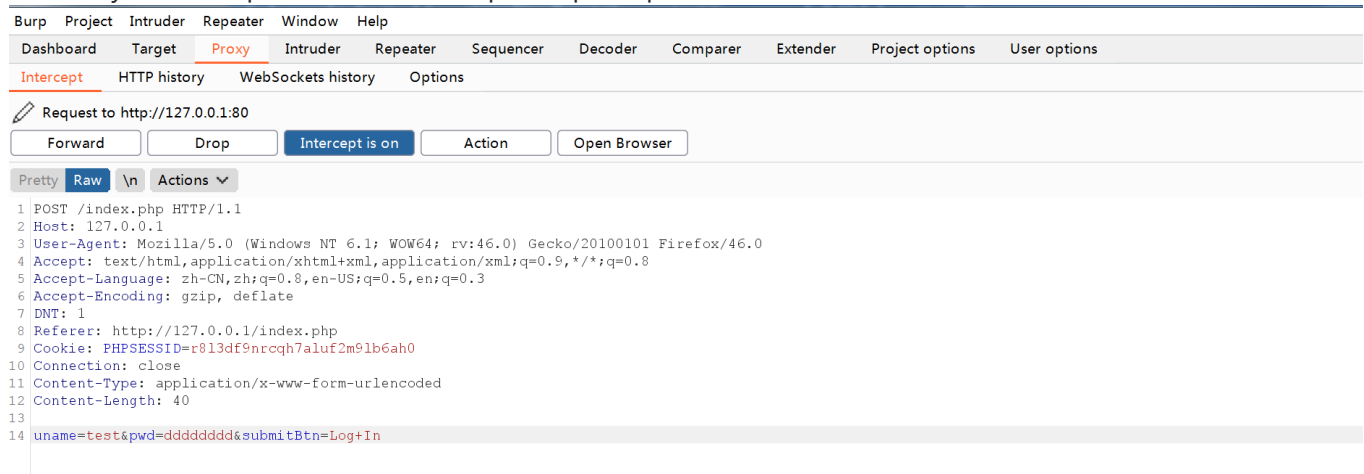 Burp Project Intruder Repeater Window Help
Dashboard Target Proxy Intruder Repeater Sequencer Decoder Comparer Extender Project options User options
Intercept HTTP history WebSockets history Options
Request to http://127.0.0.1:80
Forward Drop Intercept is on Action Open Browser
Pretty Raw \n Actions
1 POST /index.php HTTP/1.1
2 Host: 127.0.0.1
3 User-Agent: Mozilla/5.0 (Windows NT 6.1; WOW64; rv:46.0) Gecko/20100101 Firefox/46.0
4 Accept: text/html,application/xhtml+xml,application/xml;q=0.9,*/*;q=0.8
5 Accept-Language: zh-CN,zh;q=0.8,en-US;q=0.5,en;q=0.3
6 Accept-Encoding: gzip, deflate
7 DNT: 1
8 Referer: http://127.0.0.1/index.php
9 Cookie: PHPSESSID=r8l3df9nrcqh7aluf2m9lb6ah0
10 Connection: close
11 Content-Type: application/x-www-form-urlencoded
12 Content-Length: 40
13
14 uname=test&pwd=dddddddd&submitBtn=Log+In